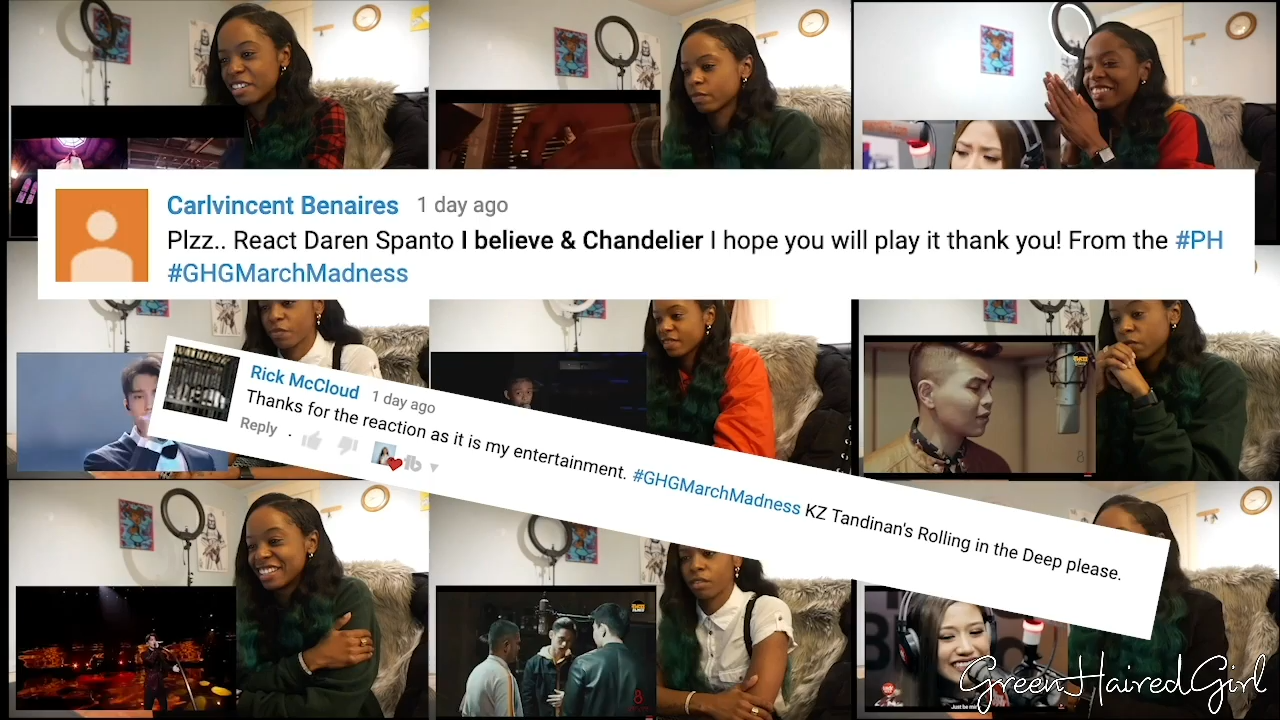 Carlvincent Benaires 1 day ago
Plzz.. React Daren Spanto I believe & Chandelier I hope you will play it thank you! From the #PH
#GHGMarchMadness
Rick McCloud 1 day ago
Thanks for the reaction as it is my entertainment. #GHGMarchMadness KZ Tandinan's Rolling in the Deep please.
Reply
GreenHairedGirl